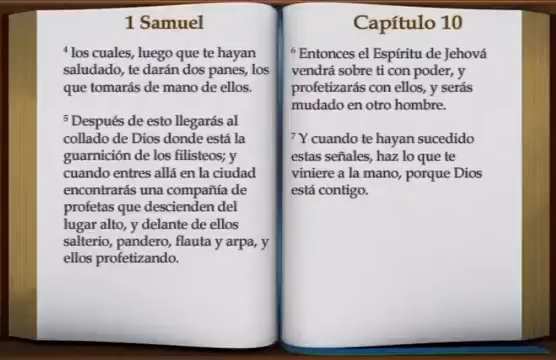 1 Samuel
⁴ los cuales, luego que te hayan
saludado, te darán dos panes, los
que tomarás de mano de ellos.
⁵ Después de esto llegarás al
collado de Dios donde está la
guarnición de los filisteos; y
cuando entres allá en la ciudad
encontrarás una compañía de
profetas que descienden del
lugar alto, y delante de ellos
salterio, pandero, flauta y arpa, y
ellos profetizando.
Capítulo 10
⁶ Entonces el Espíritu de Jehová
vendrá sobre ti con poder, y
profetizarás con ellos, y serás
mudado en otro hombre.
⁷ Y cuando te hayan sucedido
estas señales, haz lo que te
viniere a la mano, porque Dios
está contigo.